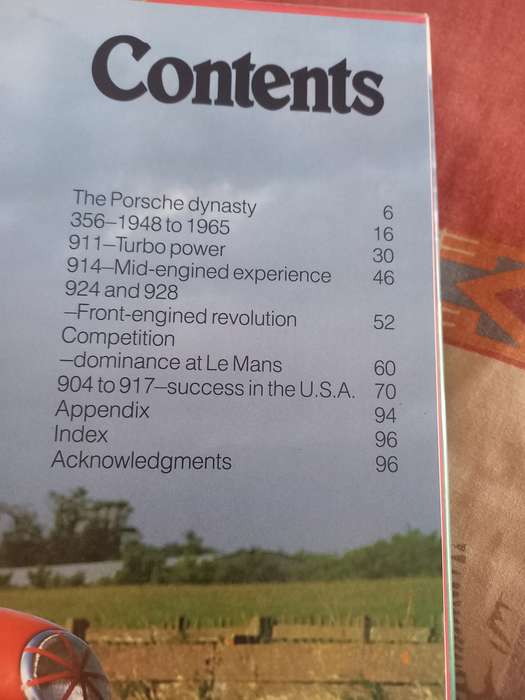 Contents
The Porsche dynasty 6
356–1948 to 1965 16
911–Turbo power 30
914–Mid-engined experience 46
924 and 928
–Front-engined revolution 52
Competition
–dominance at Le Mans 60
904 to 917–success in the U.S.A. 70
Appendix 94
Index 96
Acknowledgments 96